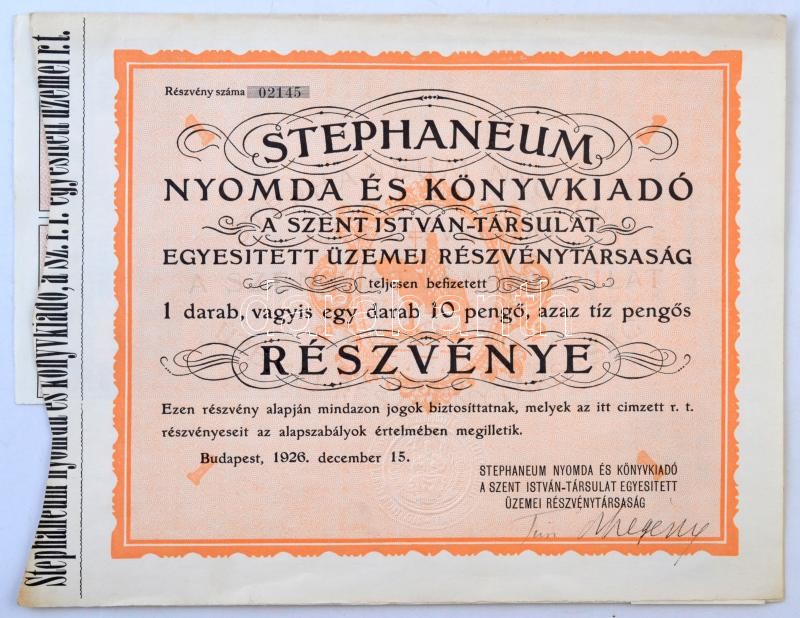 Részvény száma 02145
STEPHANEUM
NYOMDA ÉS KÖNYVKIADÓ
A SZENT ISTVÁN-TÁRSULAT
EGYESITETT ÜZEMEI RÉSZVÉNYTÁRSASÁG
teljesen befizetett
1 darab, vagyis egy darab 10 pengő, azaz tíz pengős
RÉSZVÉNYE
Ezen részvény alapján mindazon jogok biztosíttatnak, melyek az itt cimzett r. t.
részvényeseit az alapszabályok értelmében megilletik.
Budapest, 1926. december 15.
STEPHANEUM NYOMDA ÉS KÖNYVKIADÓ
A SZENT ISTVÁN-TÁRSULAT EGYESITETT
ÜZEMEI RÉSZVÉNYTÁRSASÁG
Stephaneum nyomda és könyvkiadó, a sz. i. t. egyesített üzemei r. t.
darabanth